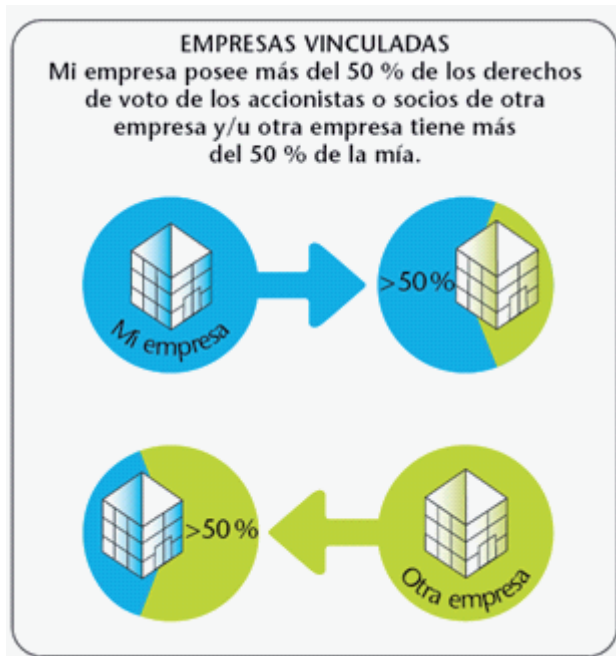 EMPRESAS VINCULADAS
Mi empresa posee más del 50 % de los derechos
de voto de los accionistas o socios de otra
empresa y/u otra empresa tiene más
del 50 % de la mía.
Mi empresa
>50 %
>50 %
Otra empresa